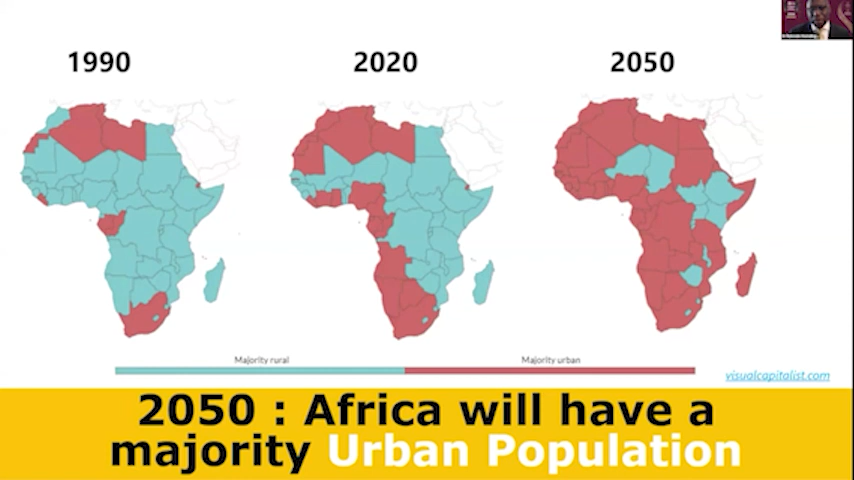 1990
2020
2050
Majority rural
Majority urban
visualcapitalist.com
2050 : Africa will have a
majority Urban Population